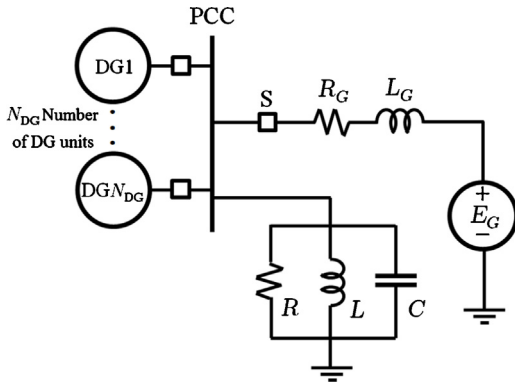 PCC
DG1
N_DG Number
of DG units
DGN_DG
S
R_G
L_G
+
E_G
−
R
L
C